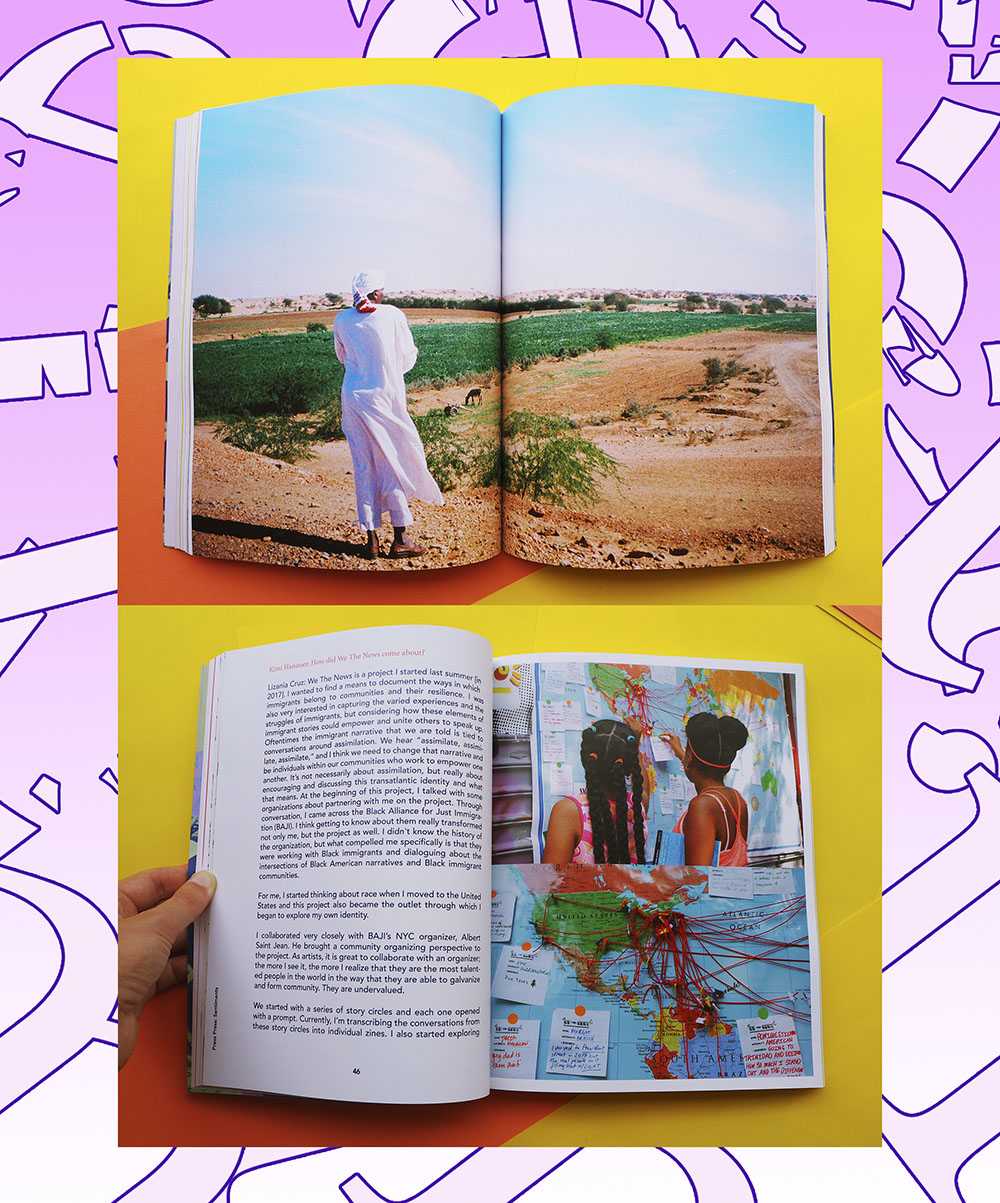 Kimi Hanauer: How did We The News come about?
Lizania Cruz: We The News is a project I started last summer [in
2017]. I wanted to find a means to document the ways in which
immigrants belong to communities and their resilience. I was
also very interested in capturing the varied experiences and the
struggles of immigrants, but considering how these elements of
immigrant stories could empower and unite others to speak up.
Oftentimes the immigrant narrative that we are told is tied to
conversations around assimilation. We hear "assimilate, assimi-
late, assimilate," and I think we need to change that narrative and
be individuals within our communities who work to empower one
another. It's not necessarily about assimilation, but really about
encouraging and discussing this transatlantic identity and what
that means. At the beginning of this project, I talked with some
organizations about partnering with me on the project. Through
conversation, I came across the Black Alliance for Just Immigra-
tion (BAJI). I think getting to know about them really transformed
not only me, but the project as well. I didn't know the history of
the organization, but what compelled me specifically is that they
were working with Black immigrants and dialoguing about the
intersections of Black American narratives and Black immigrant
communities.
For me, I started thinking about race when I moved to the United
States and this project also became the outlet through which I
began to explore my own identity.
I collaborated very closely with BAJI's NYC organizer, Albert
Saint Jean. He brought a community organizing perspective to
the project. As artists, it is great to collaborate with an organizer;
the more I see it, the more I realize that they are the most talent-
ed people in the world in the way that they are able to galvanize
and form community. They are undervalued.
We started with a series of story circles and each one opened
with a prompt. Currently, I'm transcribing the conversations from
these story circles into individual zines. I also started exploring
Press Press: Sentiments
46
NORTH AMER
UNITED STATES
ATLANTIC
OCEAN
COLOMBIA
SOUTH AME
BRAZ
AMERICAN
GOING TO
TRINIDAD AND SEEING
HOW SO MUCH I STAND
OUT AND THE DIFFEREN